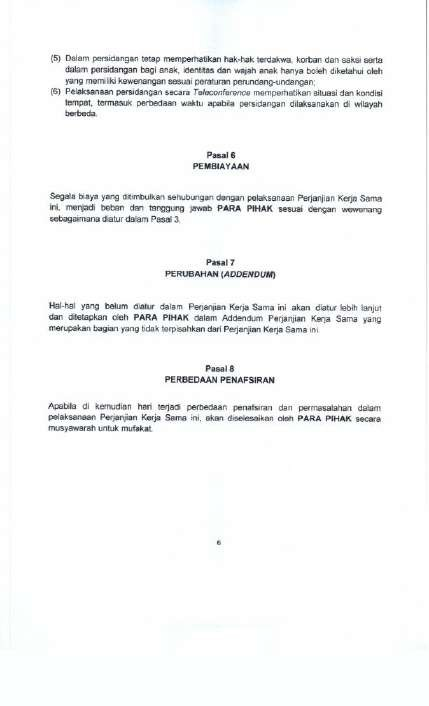 (5) Dalam persidangan tetap memperhatikan hak-hak terdakwa, korban dan saksi serta
dalam persidangan bagi anak, identitas dan wajah anak hanya boleh diketahui oleh
yang memiliki kewenangan sesuai peraturan perundang-undangan;
(6) Pelaksanaan persidangan secara Teleconference memperhatikan situasi dan kondisi
tempat, termasuk perbedaan waktu apabila persidangan dilaksanakan di wilayah
berbeda.
Pasal 6
PEMBIAYAAN
Segala biaya yang ditimbulkan sehubungan dengan pelaksanaan Perjanjian Kerja Sama
ini, menjadi beban dan tanggung jawab PARA PIHAK sesuai dengan wewenang
sebagaimana diatur dalam Pasal 3.
Pasal 7
PERUBAHAN (ADDENDUM)
Hal-hal yang belum diatur dalam Perjanjian Kerja Sama ini akan diatur lebih lanjut
dan ditetapkan oleh PARA PIHAK dalam Addendum Perjanjian Kerja Sama yang
merupakan bagian yang tidak terpisahkan dari Perjanjian Kerja Sama ini.
Pasal 8
PERBEDAAN PENAFSIRAN
Apabila di kemudian hari terjadi perbedaan penafsiran dan permasalahan dalam
pelaksanaan Perjanjian Kerja Sama ini, akan diselesaikan oleh PARA PIHAK secara
musyawarah untuk mufakat.
6